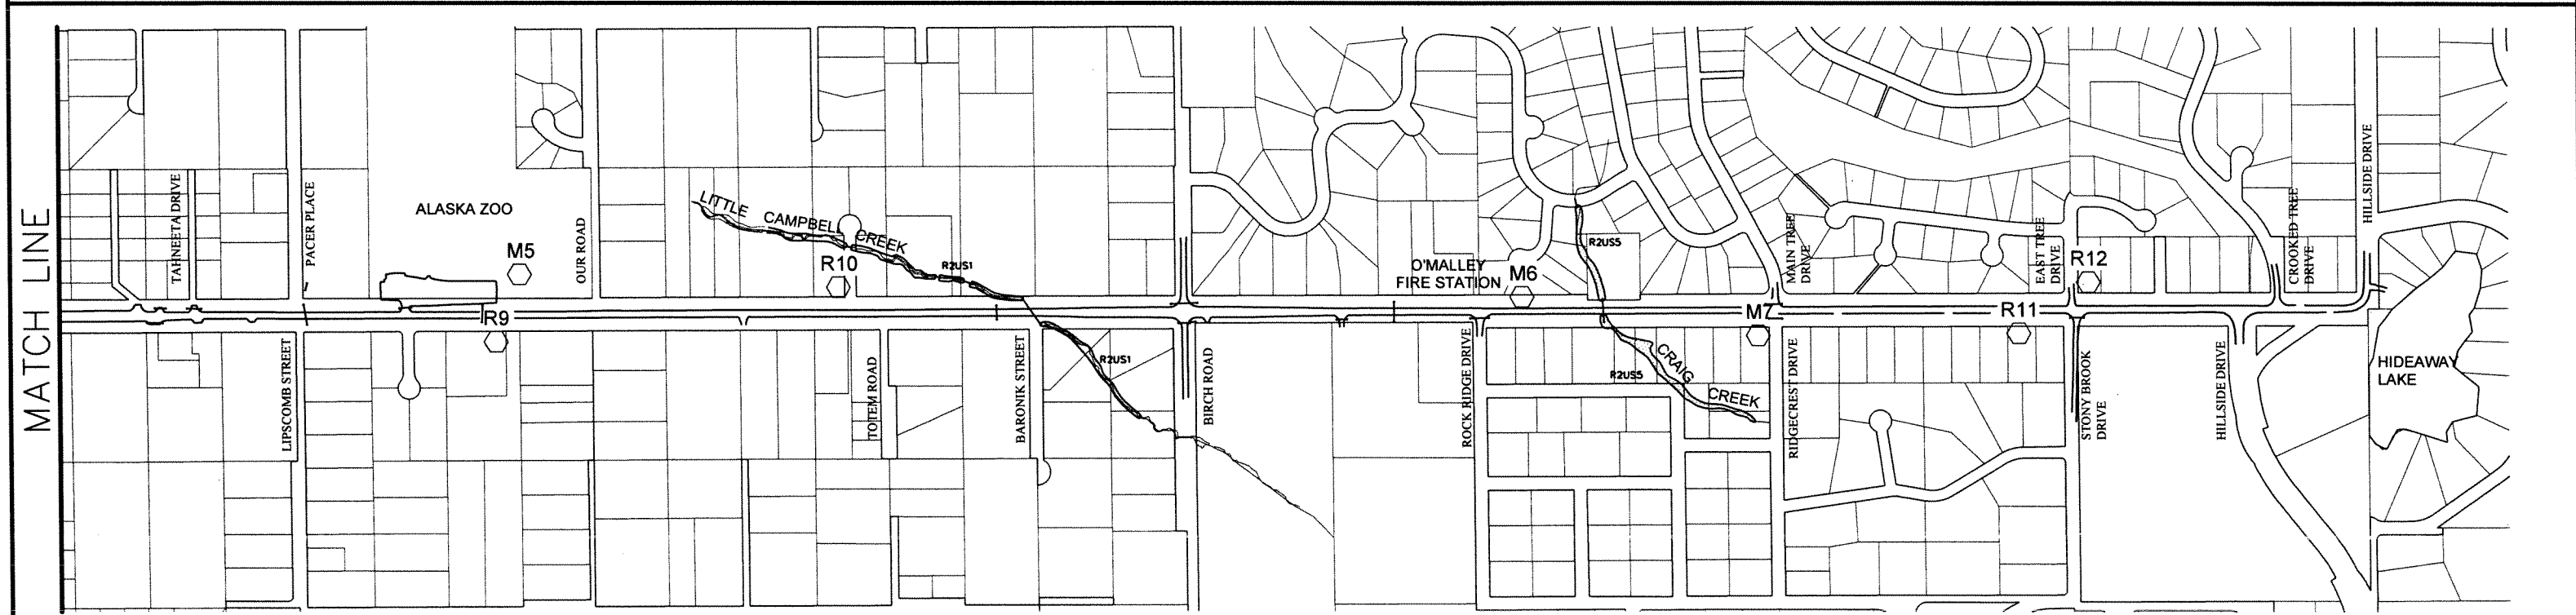 MATCH LINE
TAHNEETA DRIVE
PACER PLACE
ALASKA ZOO
M5
OUR ROAD
LITTLE CAMPBELL CREEK
R10
R2US1
R9
LIPSCOMB STREET
TOTEM ROAD
BARONIK STREET
R2US1
BIRCH ROAD
O'MALLEY
FIRE STATION
M6
R2US5
ROCK RIDGE DRIVE
R2US5
CRAIG CREEK
M7
MAIN TREE
DRIVE
RIDGECREST DRIVE
R11
EAST TREE
DRIVE
R12
STONY BROOK
DRIVE
HILLSIDE DRIVE
CROOKED TREE
DRIVE
HILLSIDE DRIVE
HIDEAWAY
LAKE